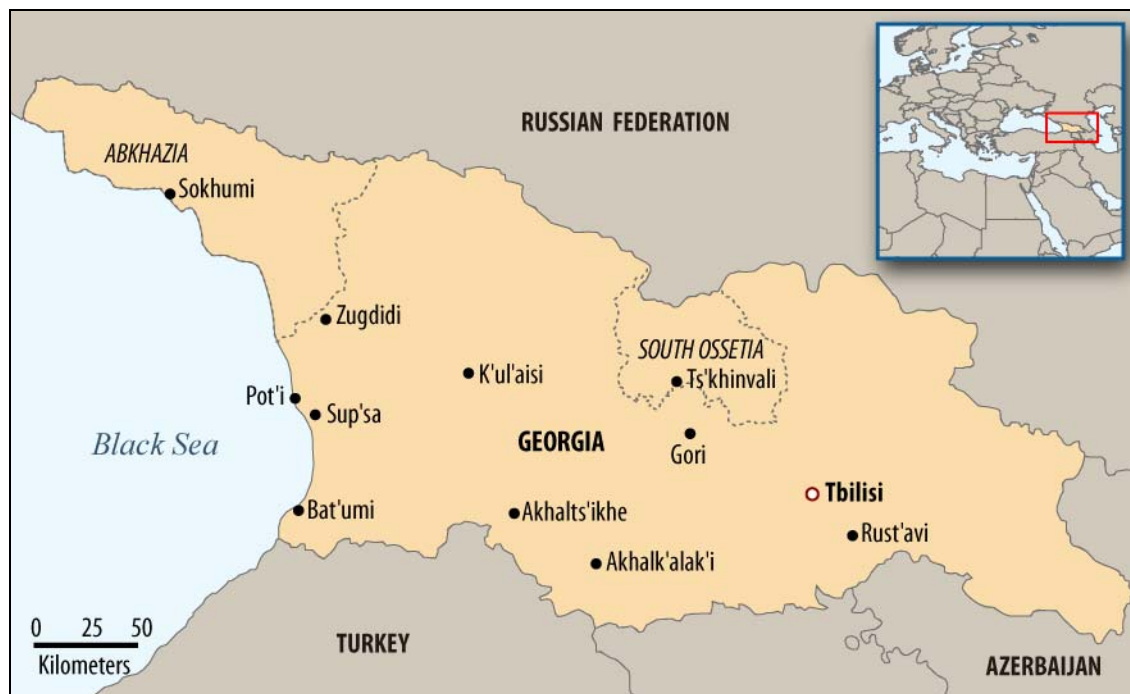 RUSSIAN FEDERATION
ABKHAZIA
Sokhumi
Zugdidi
K'ul'aisi
SOUTH OSSETIA
Ts'khinvali
Pot'i
Sup'sa
Black Sea
GEORGIA
Gori
Tbilisi
Bat'umi
Akhalts'ikhe
Rust'avi
Akhalk'alak'i
0 25 50
Kilometers
TURKEY
AZERBAIJAN